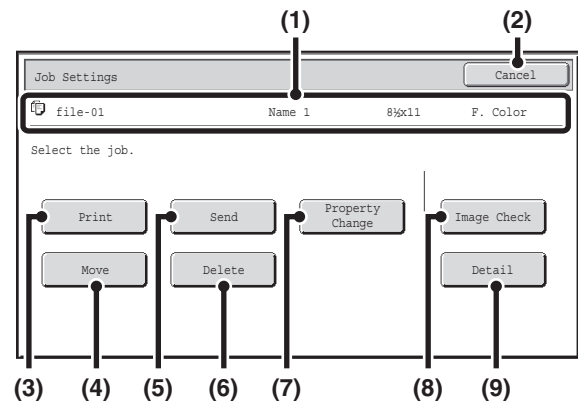 (1) (2)
Job Settings Cancel
file-01 Name 1 8½x11 F. Color
Select the job.
Print Send Property Change Image Check
Move Delete Detail
(3) (4) (5) (6) (7) (8) (9)